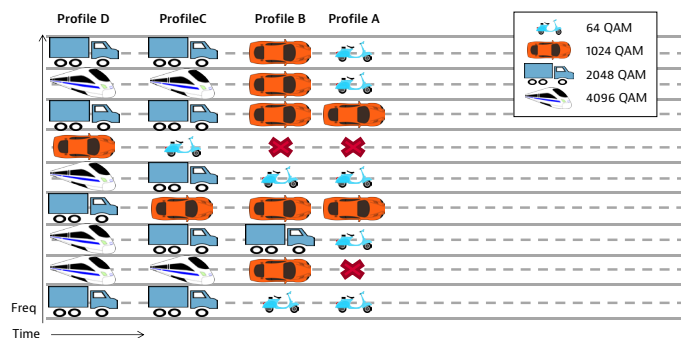 Profile D ProfileC Profile B Profile A
64 QAM
1024 QAM
2048 QAM
4096 QAM
Freq
Time